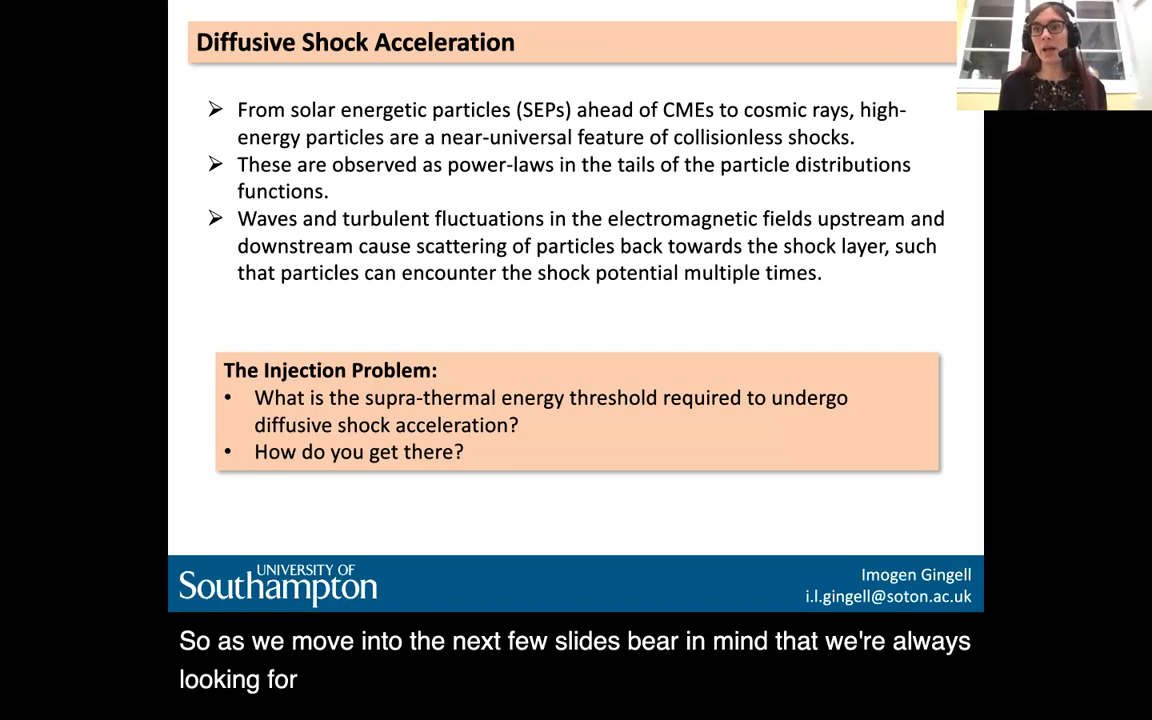 Diffusive Shock Acceleration
➢ From solar energetic particles (SEPs) ahead of CMEs to cosmic rays, high-
energy particles are a near-universal feature of collisionless shocks.
➢ These are observed as power-laws in the tails of the particle distributions
functions.
➢ Waves and turbulent fluctuations in the electromagnetic fields upstream and
downstream cause scattering of particles back towards the shock layer, such
that particles can encounter the shock potential multiple times.
The Injection Problem:
• What is the supra-thermal energy threshold required to undergo
diffusive shock acceleration?
• How do you get there?
UNIVERSITY OF
Southampton
Imogen Gingell
i.l.gingell@soton.ac.uk
So as we move into the next few slides bear in mind that we're always
looking for